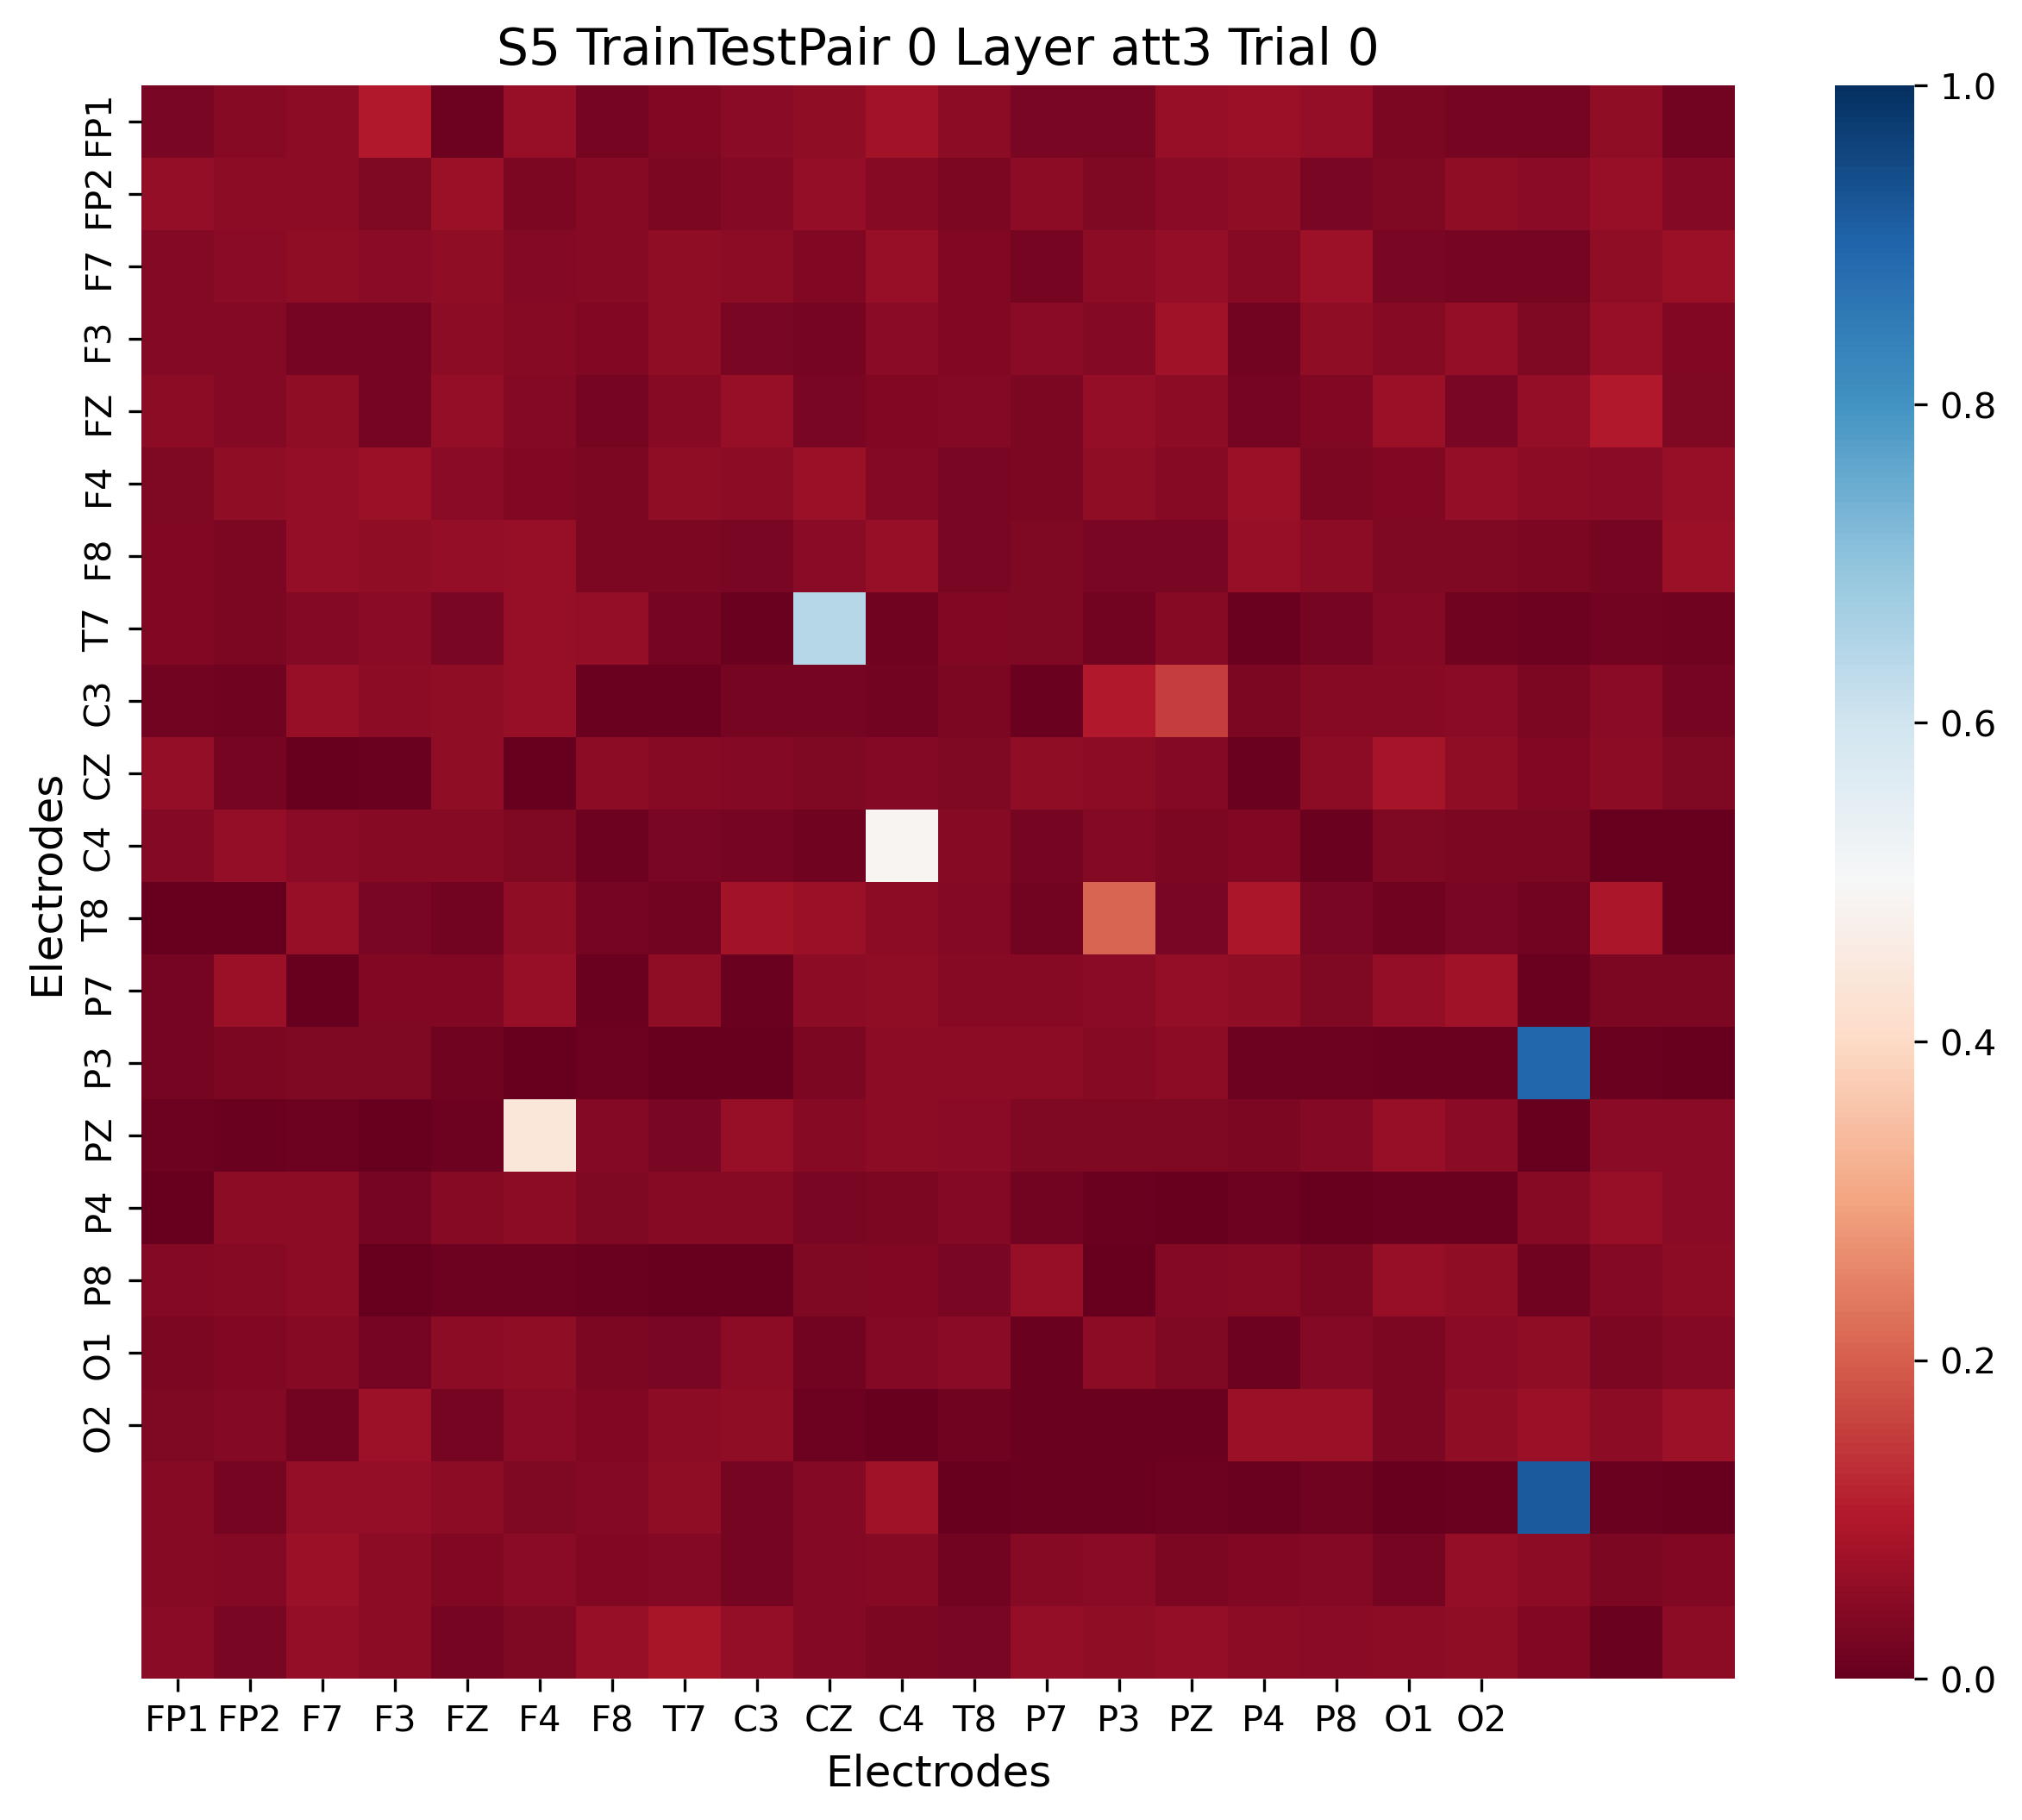 S5 TrainTestPair 0 Layer att3 Trial 0
Electrodes
FP1
FP2
F7
F3
FZ
F4
F8
T7
C3
CZ
C4
T8
P7
P3
PZ
P4
P8
O1
O2
FP1 FP2 F7 F3 FZ F4 F8 T7 C3 CZ C4 T8 P7 P3 PZ P4 P8 O1 O2
Electrodes
1.0
0.8
0.6
0.4
0.2
0.0